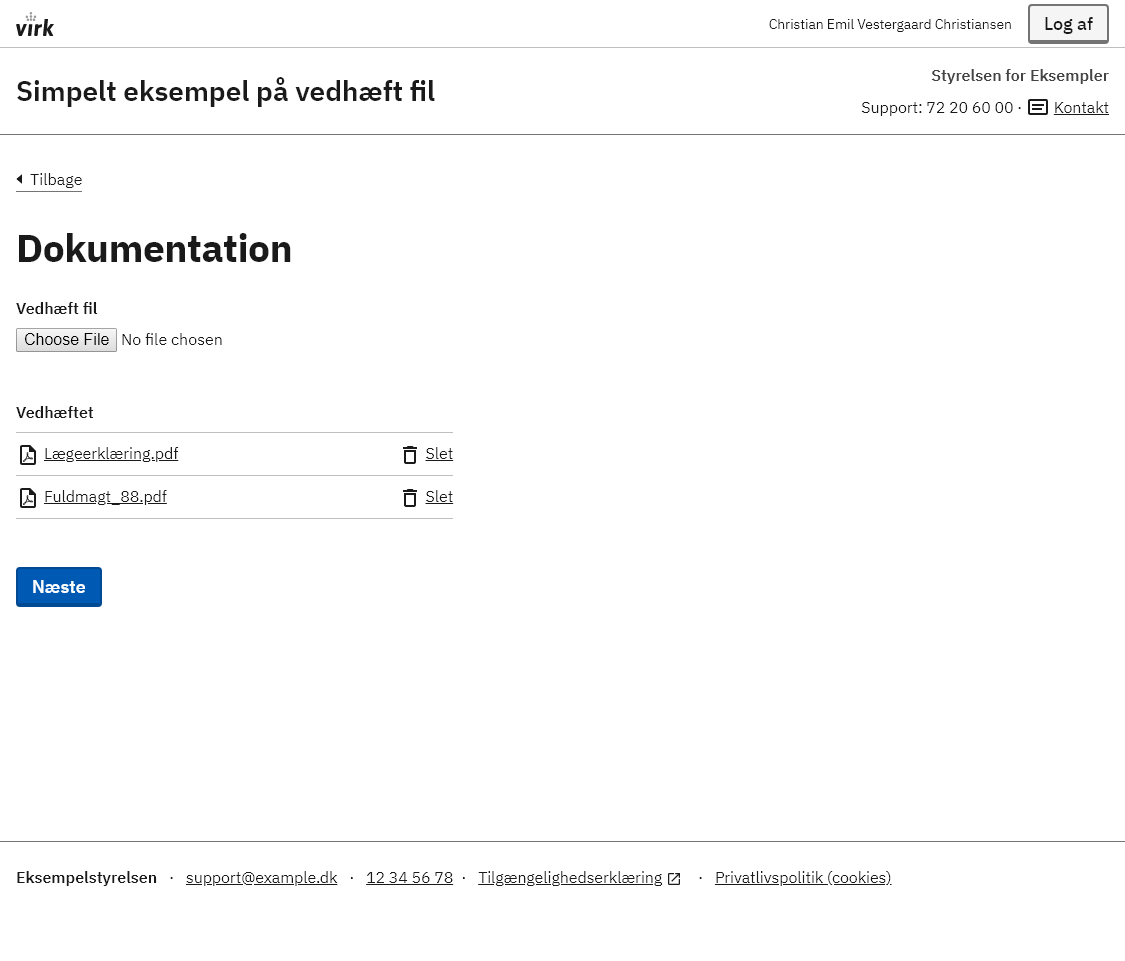 virk
Christian Emil Vestergaard Christiansen
Log af
Simpelt eksempel på vedhæft fil
Styrelsen for Eksempler
Support: 72 20 60 00 · Kontakt
Tilbage
Dokumentation
Vedhæft fil
Choose File No file chosen
Vedhæftet
Lægeerklæring.pdf Slet
Fuldmagt_88.pdf Slet
Næste
Eksempelstyrelsen · support@example.dk · 12 34 56 78 · Tilgængelighedserklæring · Privatlivspolitik (cookies)